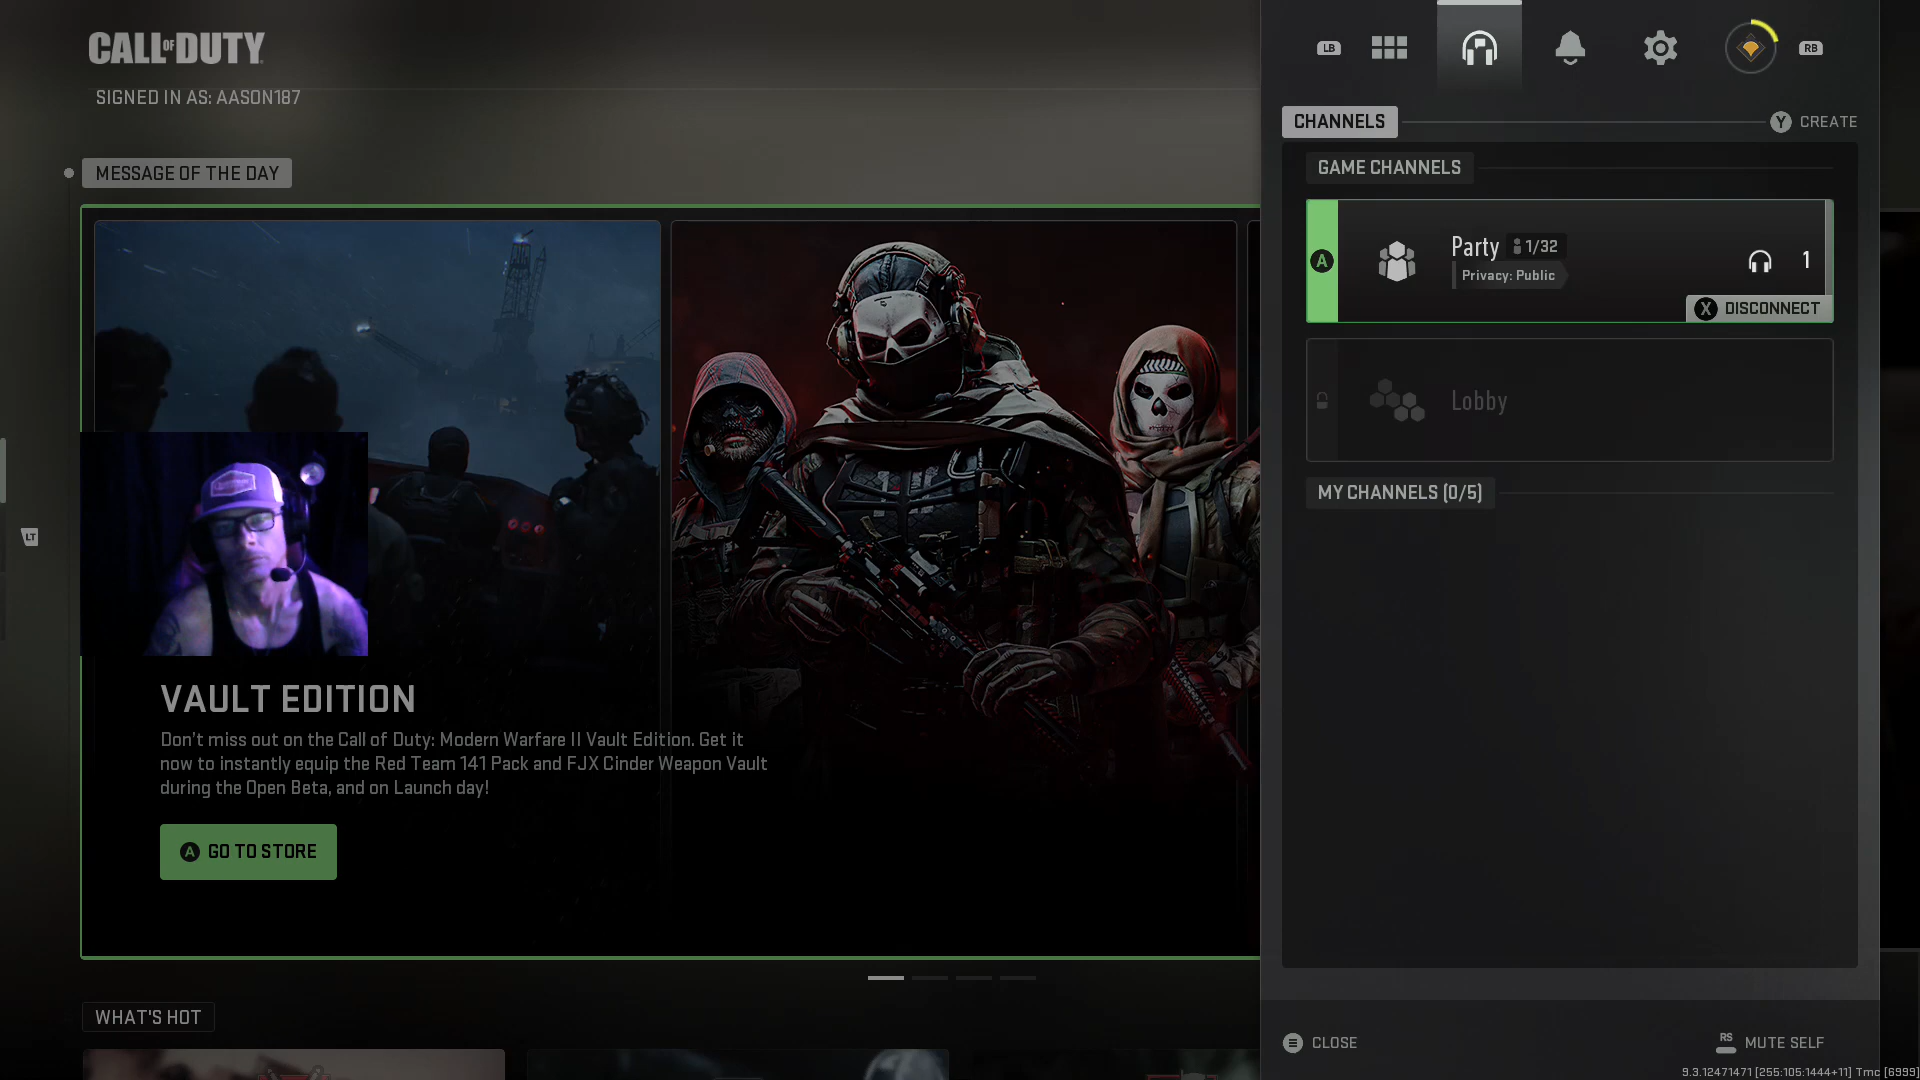 CALL OF DUTY
SIGNED IN AS: AASON187
MESSAGE OF THE DAY
VAULT EDITION
Don't miss out on the Call of Duty: Modern Warfare II Vault Edition. Get it
now to instantly equip the Red Team 141 Pack and FJX Cinder Weapon Vault
during the Open Beta, and on Launch day!
A GO TO STORE
WHAT'S HOT
LT
LB
RB
CHANNELS
Y CREATE
GAME CHANNELS
A
Party 1/32
Privacy: Public
1
X DISCONNECT
Lobby
MY CHANNELS (0/5)
CLOSE
RS MUTE SELF
9.3.12471471 [255:105:1444+11] Tmc [6999]